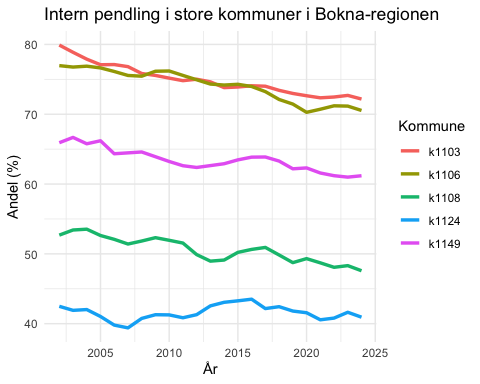 Intern pendling i store kommuner i Bokna-regionen
80
70
60
50
40
Andel (%)
2005
2010
2015
2020
2025
År
Kommune
k1103
k1106
k1108
k1124
k1149